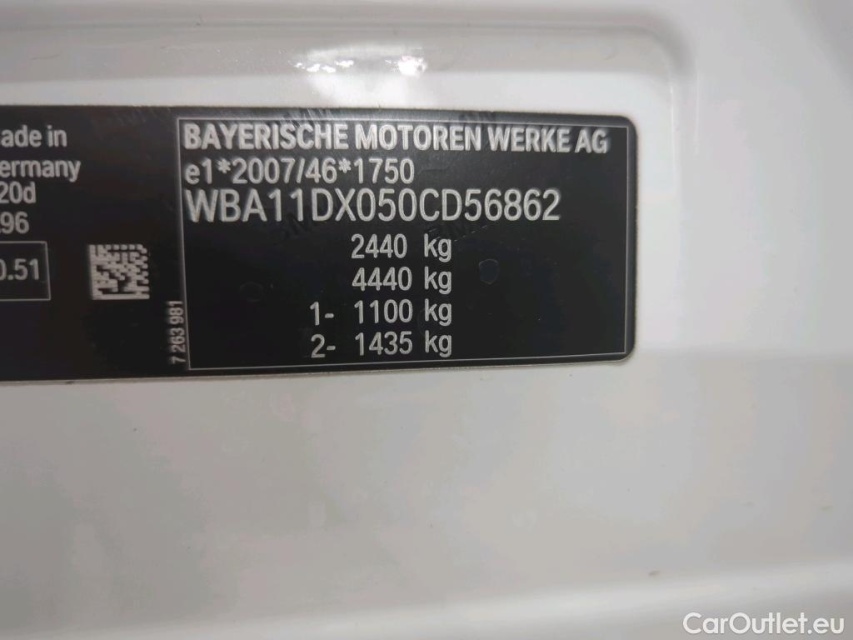 ade in
ermany
20d
96
0.51
7 263 981
BAYERISCHE MOTOREN WERKE AG
e1*2007/46*1750
WBA11DX050CD56862
2440 kg
4440 kg
1- 1100 kg
2- 1435 kg
CarOutlet.eu